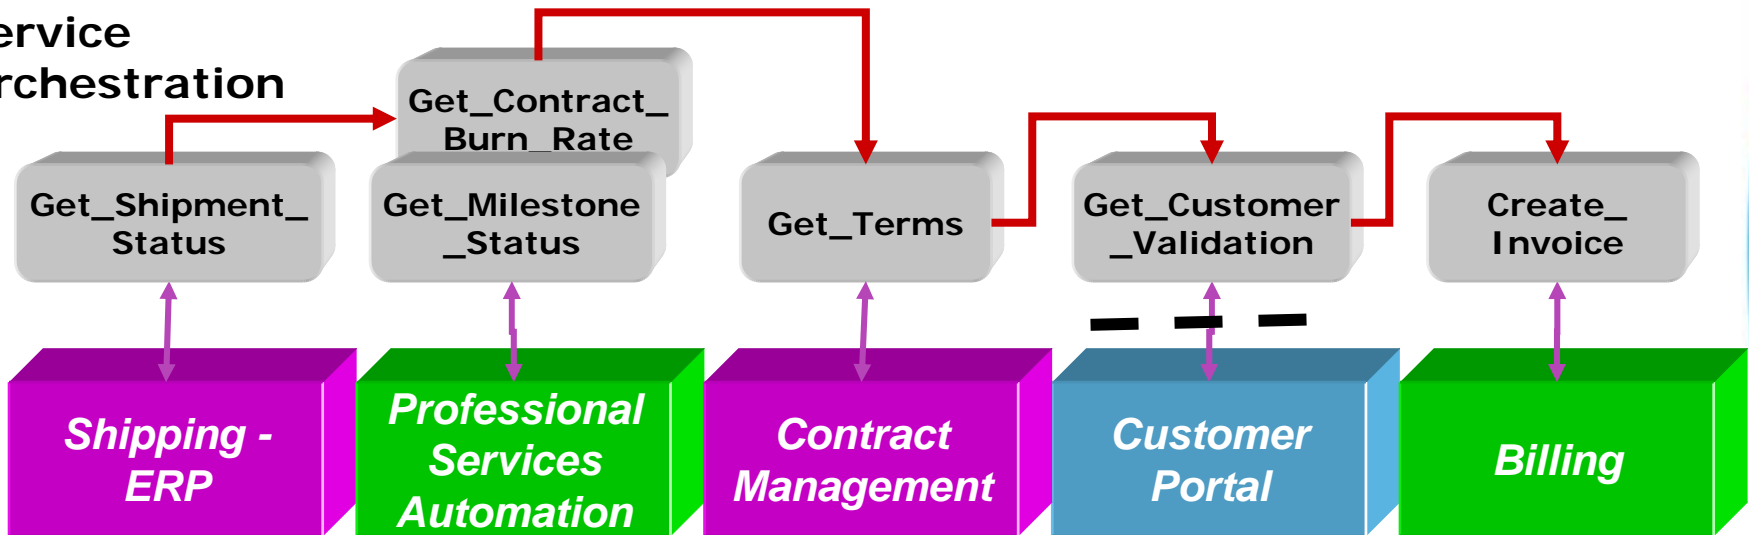 ervice
rchestration
Get_Contract_
Burn_Rate
Get_Shipment_
Status
Get_Milestone
_Status
Get_Terms
Get_Customer
_Validation
Create_
Invoice
Shipping -
ERP
Professional
Services
Automation
Contract
Management
Customer
Portal
Billing